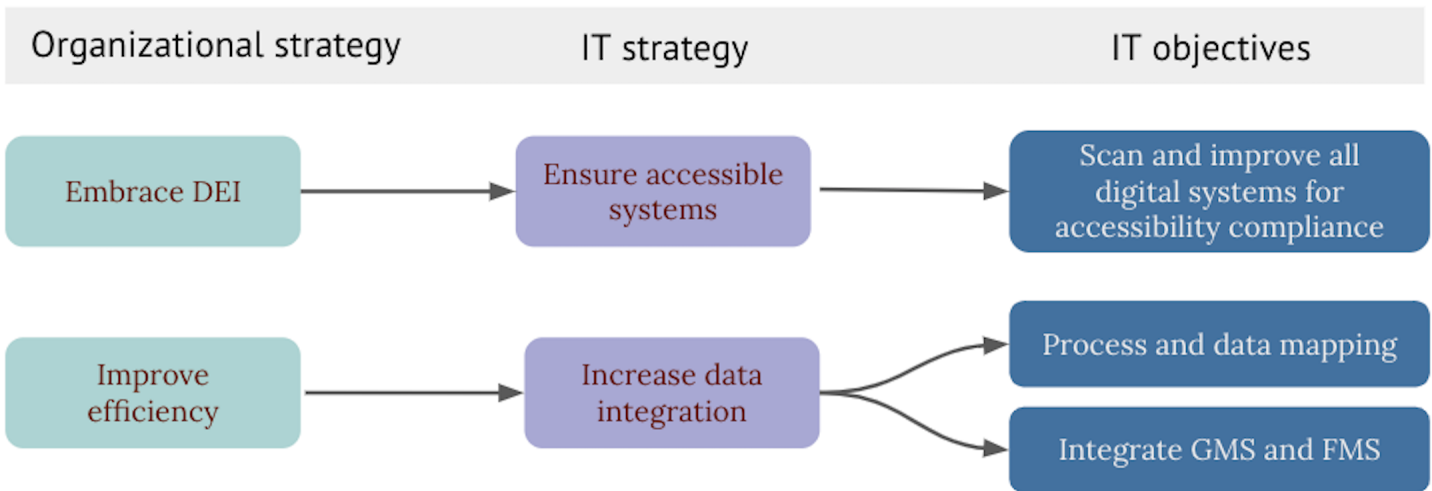 Organizational strategy
IT strategy
IT objectives
Embrace DEI
Ensure accessible
systems
Scan and improve all
digital systems for
accessibility compliance
Improve
efficiency
Increase data
integration
Process and data mapping
Integrate GMS and FMS